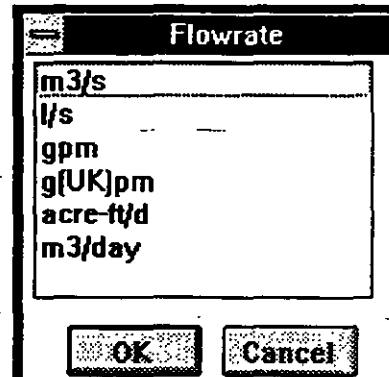 Flowrate
m3/s
l/s
gpm
g(UK)pm
acre-ft/d
m3/day
OK Cancel